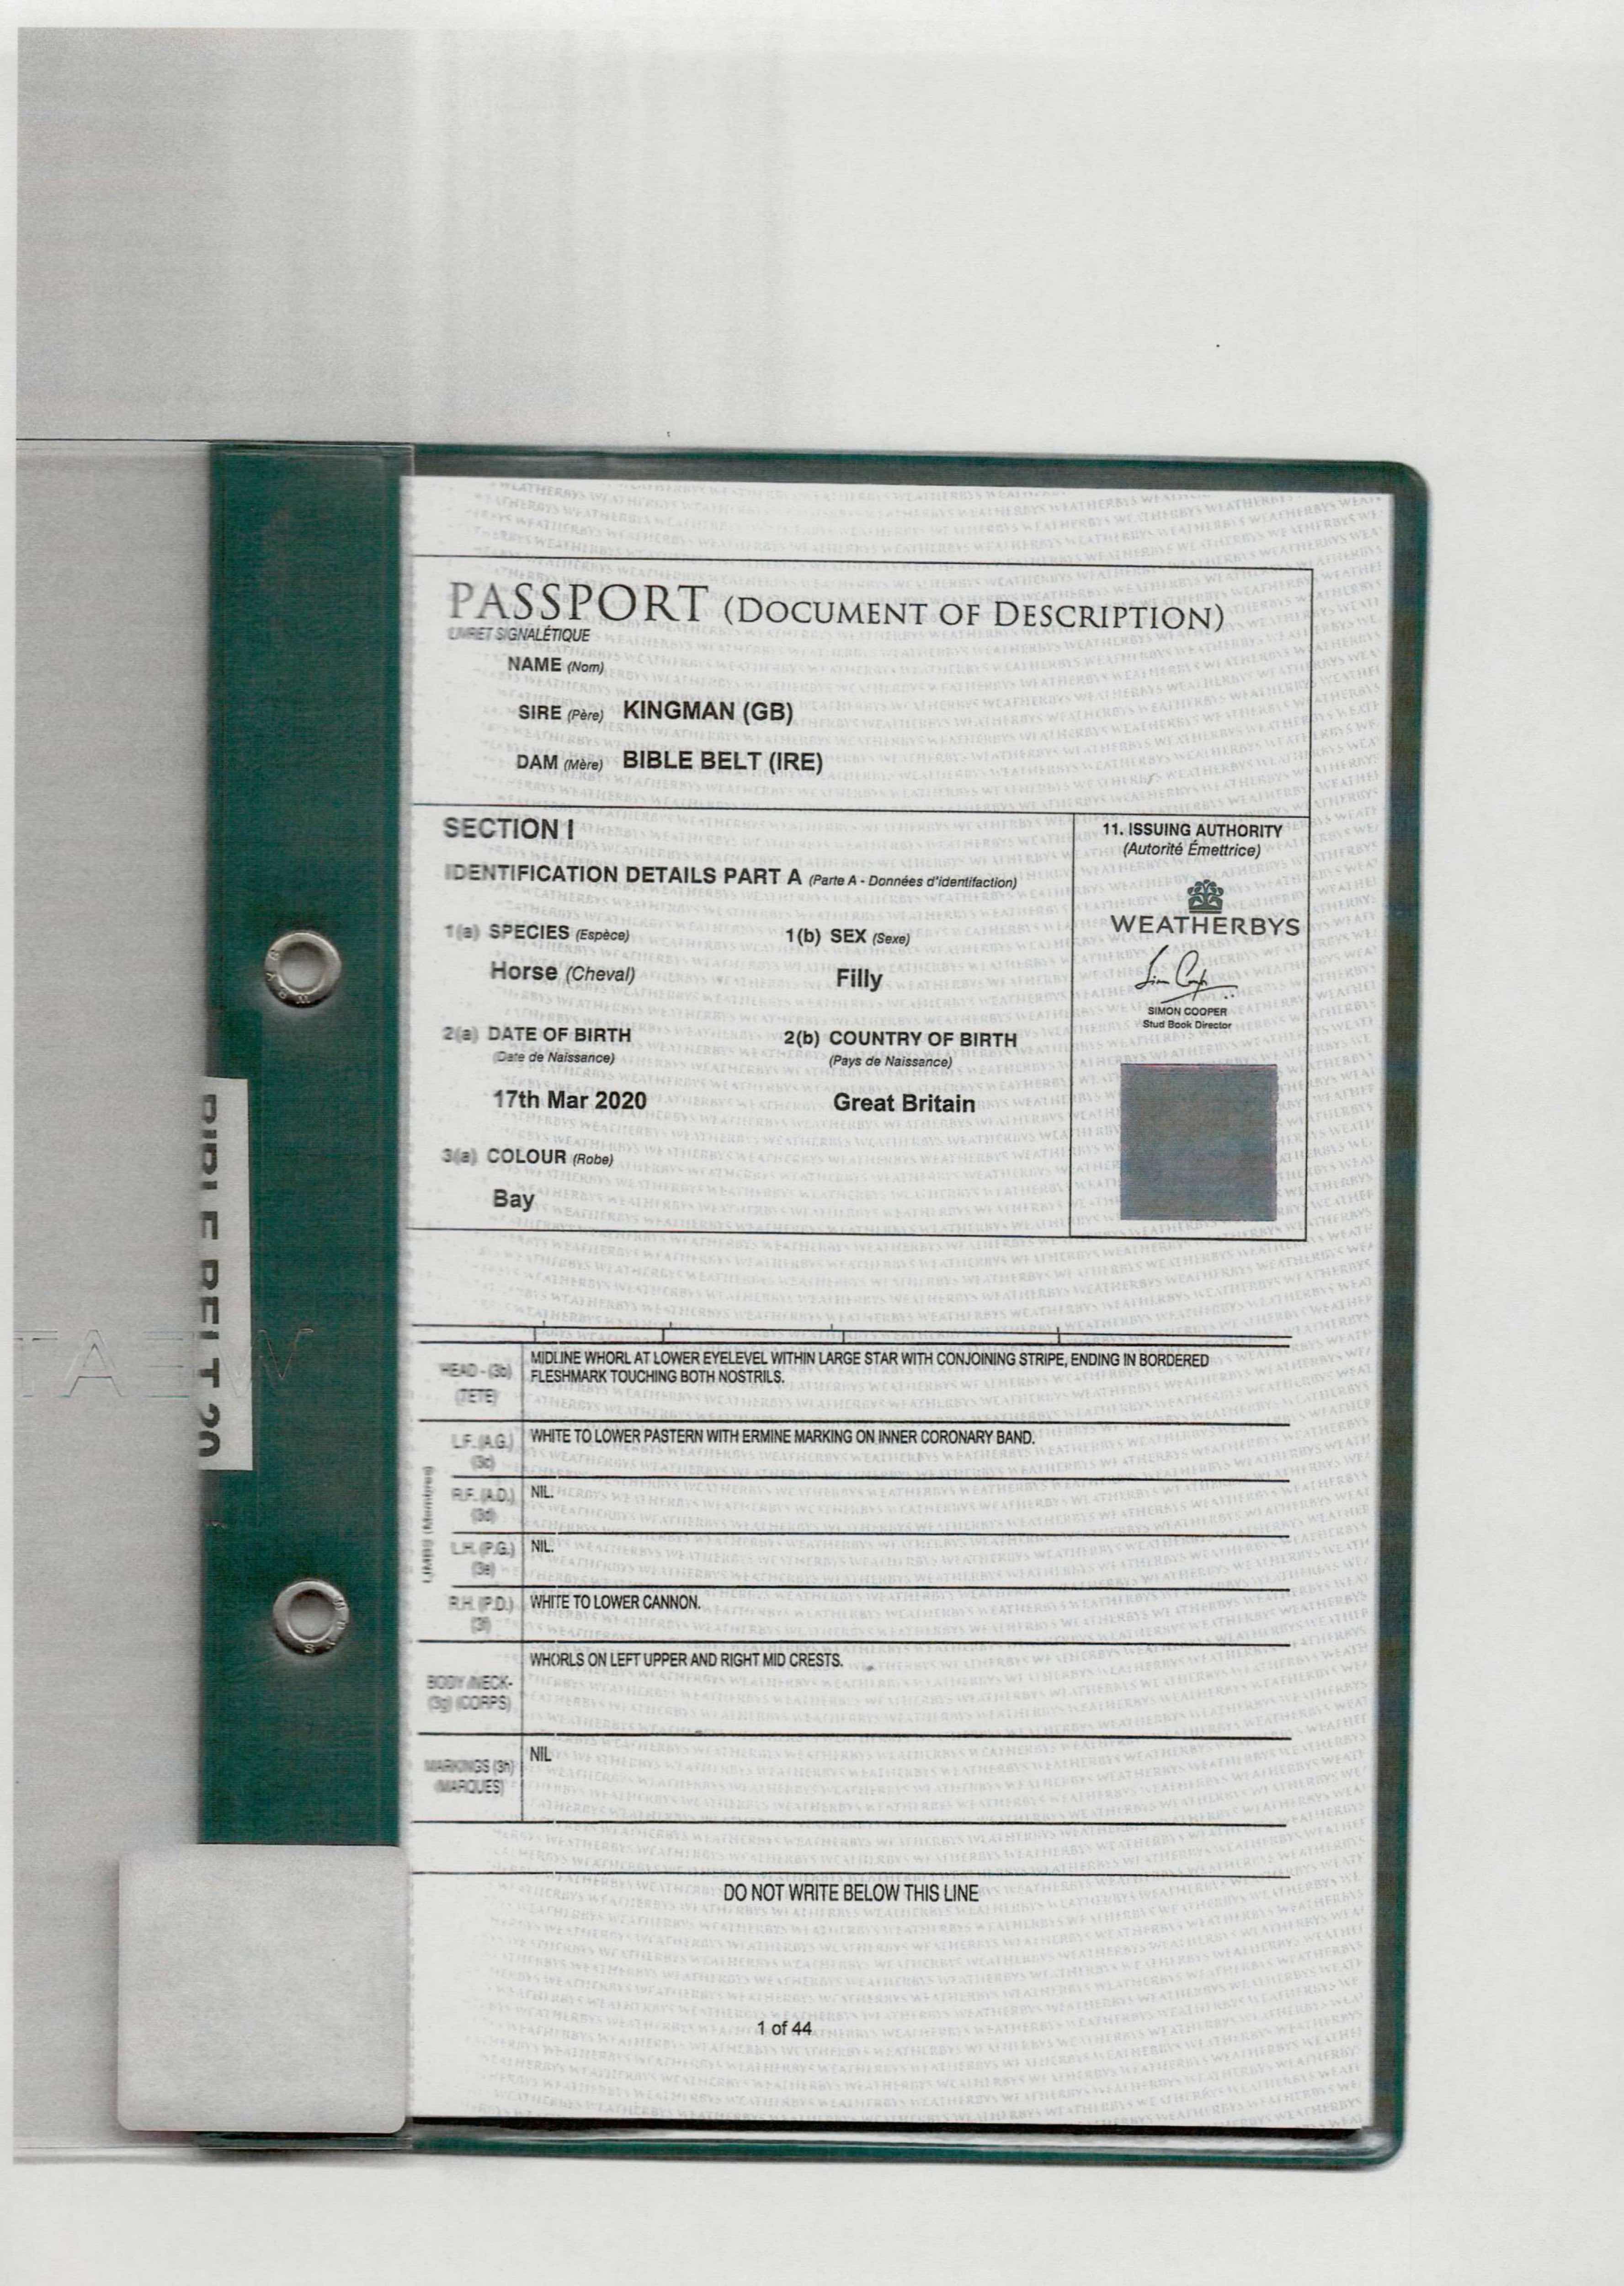 PASSPORT (DOCUMENT OF DESCRIPTION)
LIVRET SIGNALÉTIQUE
NAME (Nom)
SIRE (Père) KINGMAN (GB)
DAM (Mère) BIBLE BELT (IRE)
SECTION I
IDENTIFICATION DETAILS PART A (Parte A - Données d'identifaction)
1(a) SPECIES (Espèce) 1(b) SEX (Sexe)
Horse (Cheval) Filly
2(a) DATE OF BIRTH 2(b) COUNTRY OF BIRTH
(Date de Naissance) (Pays de Naissance)
17th Mar 2020 Great Britain
3(a) COLOUR (Robe)
Bay
11. ISSUING AUTHORITY
(Autorité Émettrice)
WEATHERBYS
SIMON COOPER
Stud Book Director
HEAD - (3b) MIDLINE WHORL AT LOWER EYELEVEL WITHIN LARGE STAR WITH CONJOINING STRIPE, ENDING IN BORDERED
FLESHMARK TOUCHING BOTH NOSTRILS.
(TETE)
LIMBS (Membres)
L.F. (A.G.) WHITE TO LOWER PASTERN WITH ERMINE MARKING ON INNER CORONARY BAND.
(3c)
R.F. (A.D.) NIL.
(3d)
L.H. (P.G.) NIL.
(3e)
R.H. (P.D.) WHITE TO LOWER CANNON.
(3f)
WHORLS ON LEFT UPPER AND RIGHT MID CRESTS.
BODY /NECK-
(3g) (CORPS)
NIL
MARKINGS (3h)
(MARQUES)
DO NOT WRITE BELOW THIS LINE
1 of 44
BIBLE BELT 20